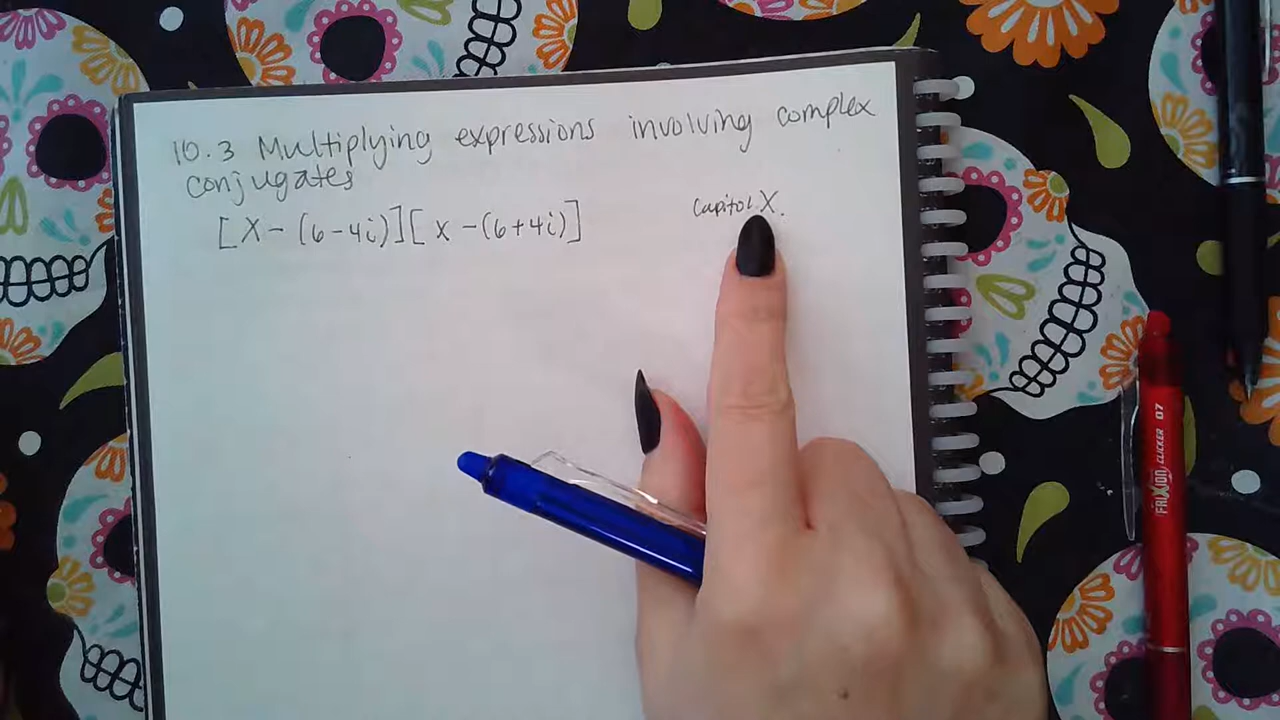 10.3 Multiplying expressions involving complex
conjugates
Capitol X.
[X - (6-4i)][x - (6+4i)]
FRIXION CLICKER 07